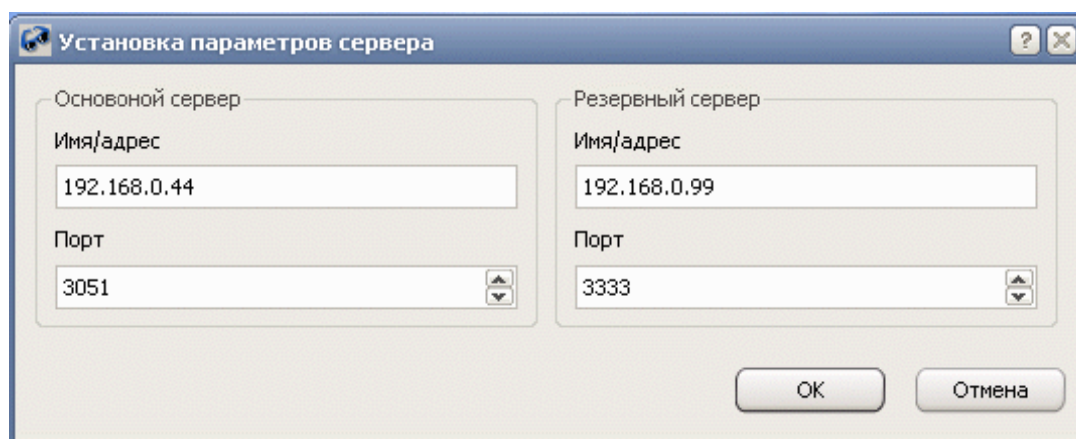 Установка параметров сервера
Основоной сервер
Имя/адрес
192.168.0.44
Порт
3051
Резервный сервер
Имя/адрес
192.168.0.99
Порт
3333
OK
Отмена